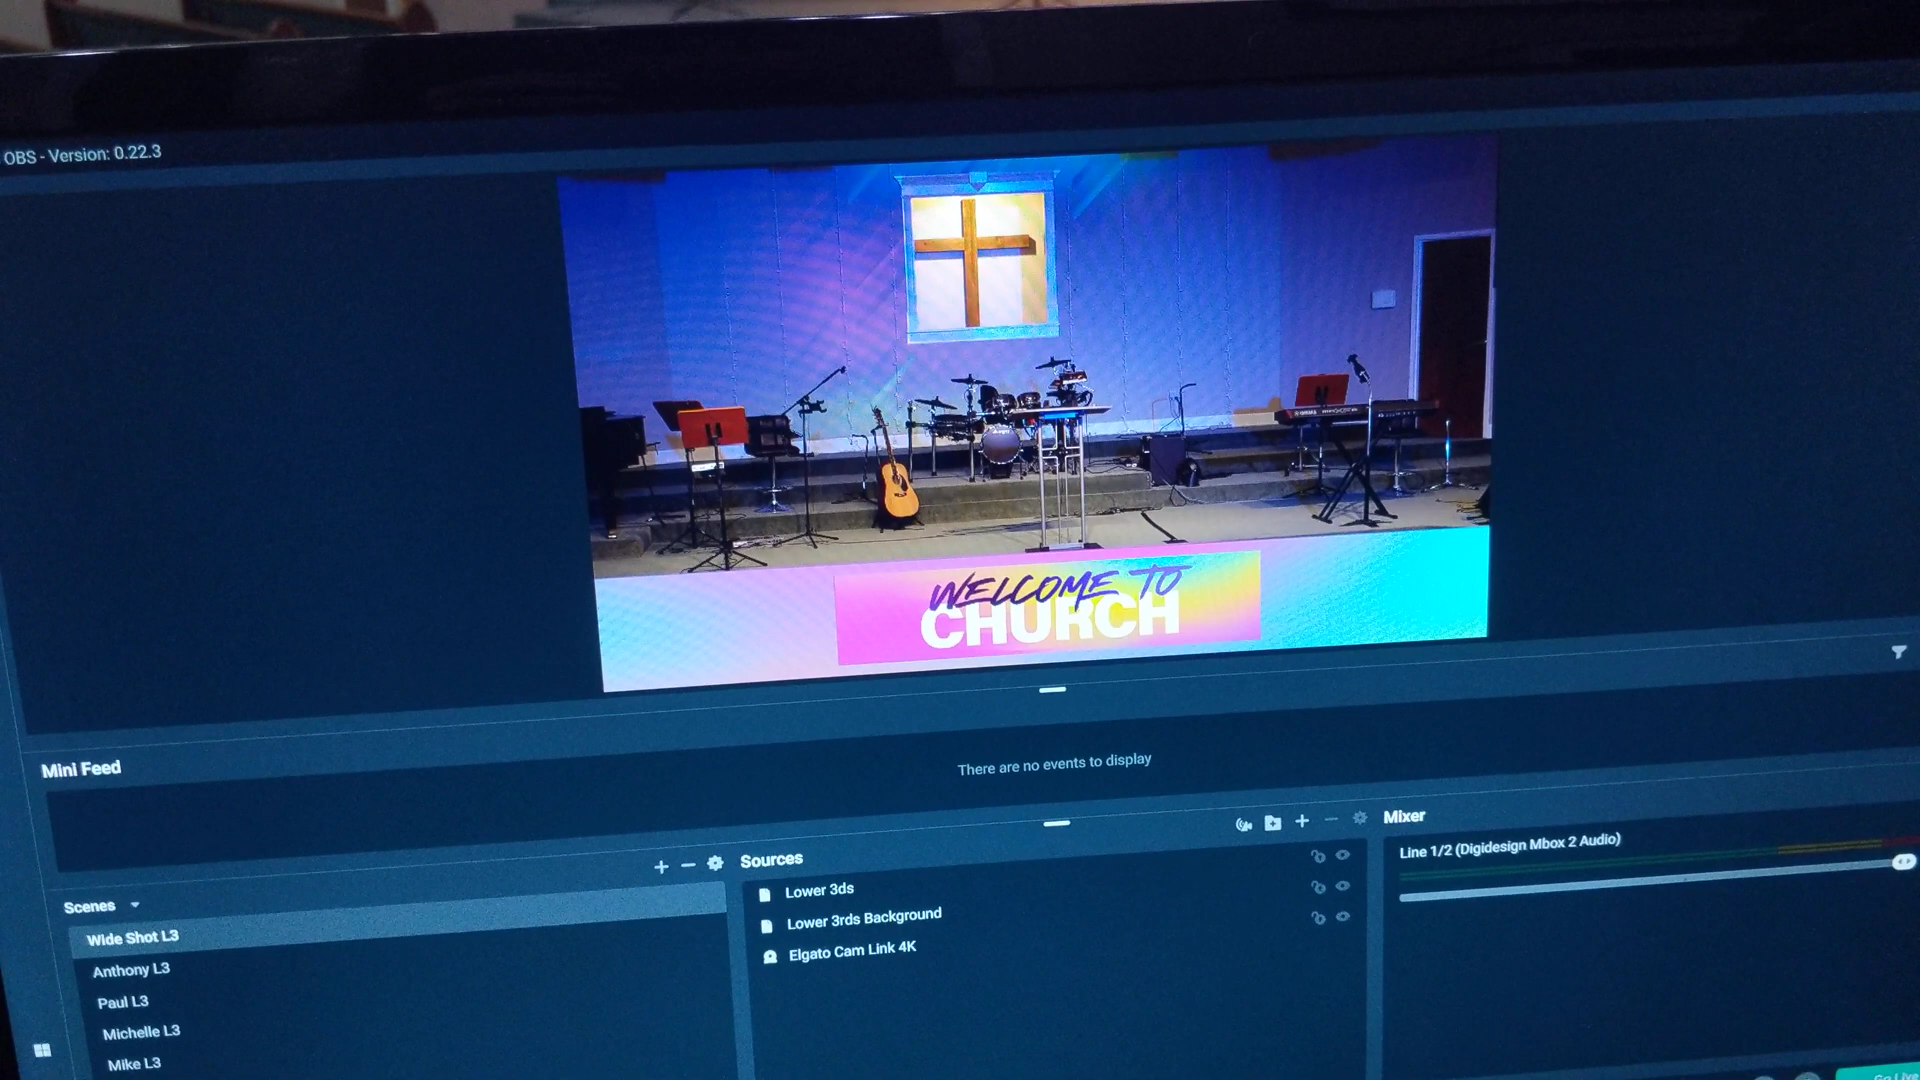 OBS - Version: 0.22.3
WELCOME TO
CHURCH
Mini Feed
There are no events to display
Scenes
Wide Shot L3
Anthony L3
Paul L3
Michelle L3
Mike L3
Sources
Lower 3ds
Lower 3rds Background
Elgato Cam Link 4K
Mixer
Line 1/2 (Digidesign Mbox 2 Audio)
Go Live